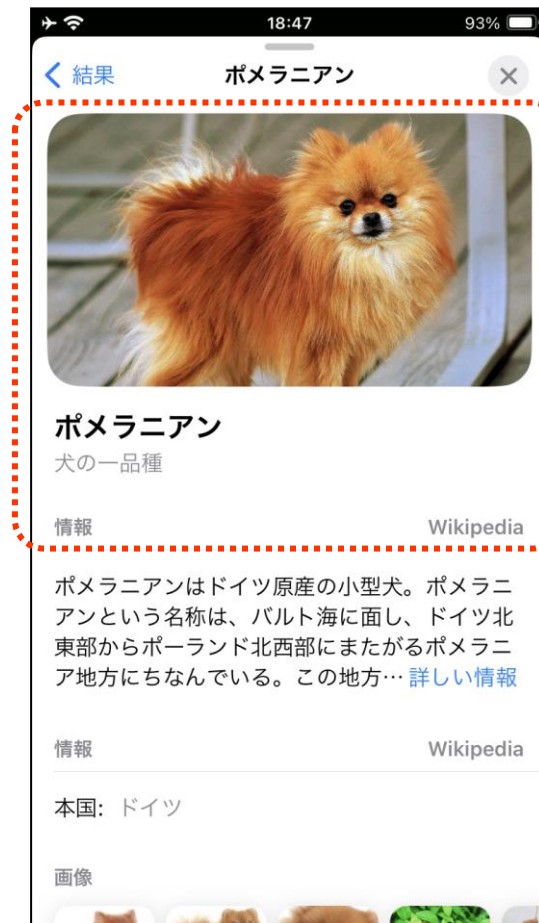 18:47
93%
結果
ポメラニアン
ポメラニアン
犬の一品種
情報
Wikipedia
ポメラニアンはドイツ原産の小型犬。ポメラニ
アンという名称は、バルト海に面し、ドイツ北
東部からポーランド北西部にまたがるポメラニ
ア地方にちなんでいる。この地方… 詳しい情報
情報
Wikipedia
本国: ドイツ
画像